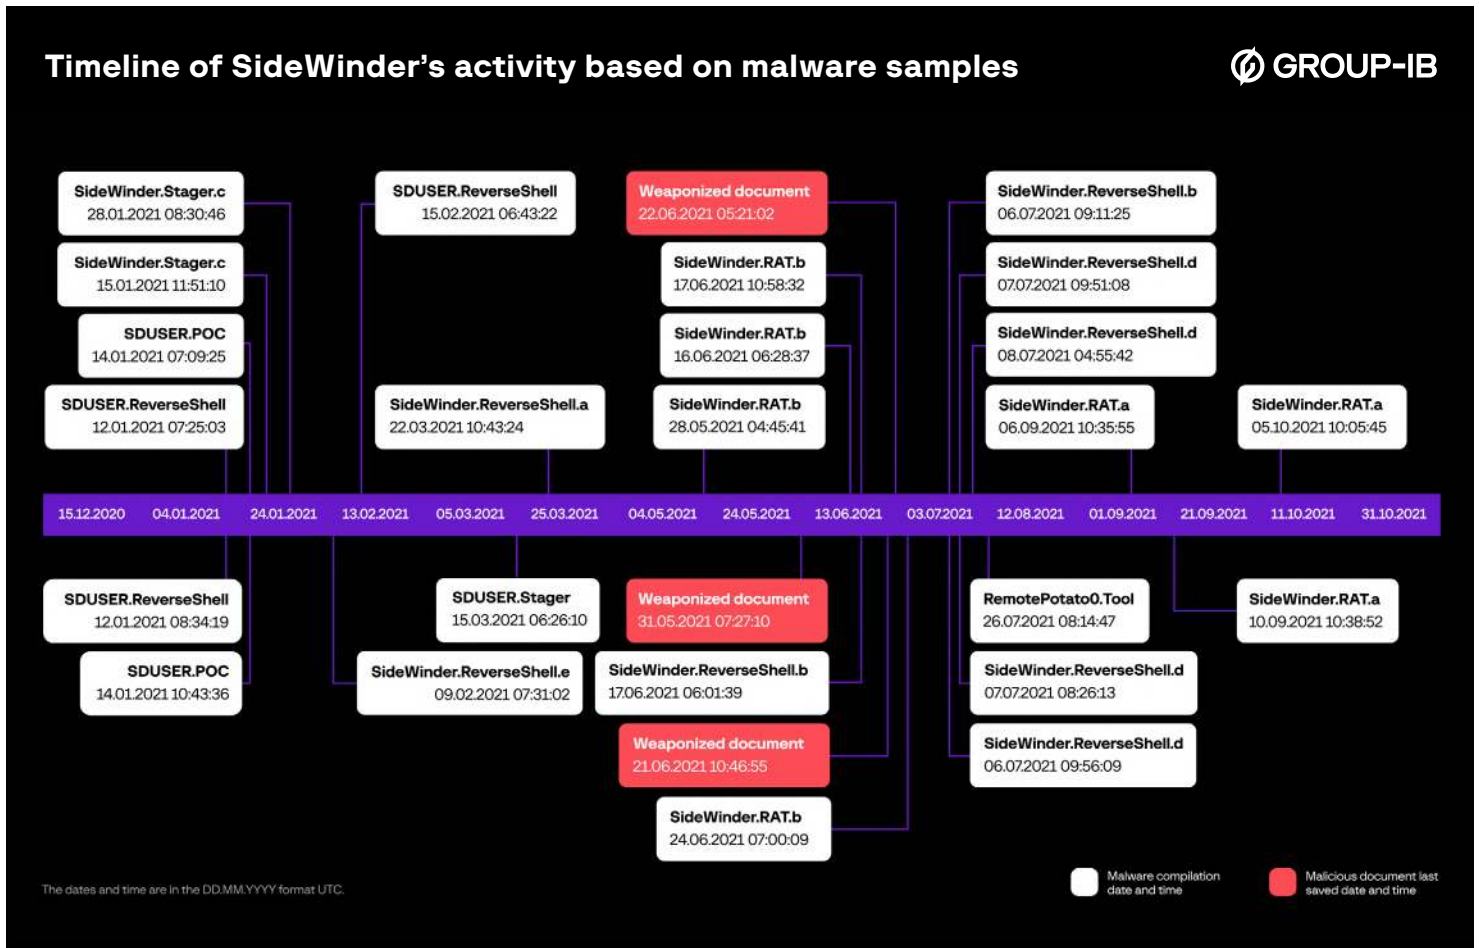 Timeline of SideWinder's activity based on malware samples
GROUP-IB
SideWinder.Stager.c
28.01.2021 08:30:46
SideWinder.Stager.c
15.01.2021 11:51:10
SDUSER.POC
14.01.2021 07:09:25
SDUSER.ReverseShell
12.01.2021 07:25:03
SDUSER.ReverseShell
15.02.2021 06:43:22
SideWinder.ReverseShell.a
22.03.2021 10:43:24
Weaponized document
22.06.2021 05:21:02
SideWinder.RAT.b
17.06.2021 10:58:32
SideWinder.RAT.b
16.06.2021 06:28:37
SideWinder.RAT.b
28.05.2021 04:45:41
SideWinder.ReverseShell.b
06.07.2021 09:11:25
SideWinder.ReverseShell.d
07.07.2021 09:51:08
SideWinder.ReverseShell.d
08.07.2021 04:55:42
SideWinder.RAT.a
06.09.2021 10:35:55
SideWinder.RAT.a
05.10.2021 10:05:45
15.12.2020 04.01.2021 24.01.2021 13.02.2021 05.03.2021 25.03.2021 04.05.2021 24.05.2021 13.06.2021 03.07.2021 12.08.2021 01.09.2021 21.09.2021 11.10.2021 31.10.2021
SDUSER.ReverseShell
12.01.2021 08:34:19
SDUSER.POC
14.01.2021 10:43:36
SDUSER.Stager
15.03.2021 06:26:10
SideWinder.ReverseShell.e
09.02.2021 07:31:02
Weaponized document
31.05.2021 07:27:10
SideWinder.ReverseShell.b
17.06.2021 06:01:39
Weaponized document
21.06.2021 10:46:55
SideWinder.RAT.b
24.06.2021 07:00:09
RemotePotato0.Tool
26.07.2021 08:14:47
SideWinder.ReverseShell.d
07.07.2021 08:26:13
SideWinder.ReverseShell.d
06.07.2021 09:56:09
SideWinder.RAT.a
10.09.2021 10:38:52
The dates and time are in the DD.MM.YYYY format UTC.
Malware compilation
date and time
Malicious document last
saved date and time